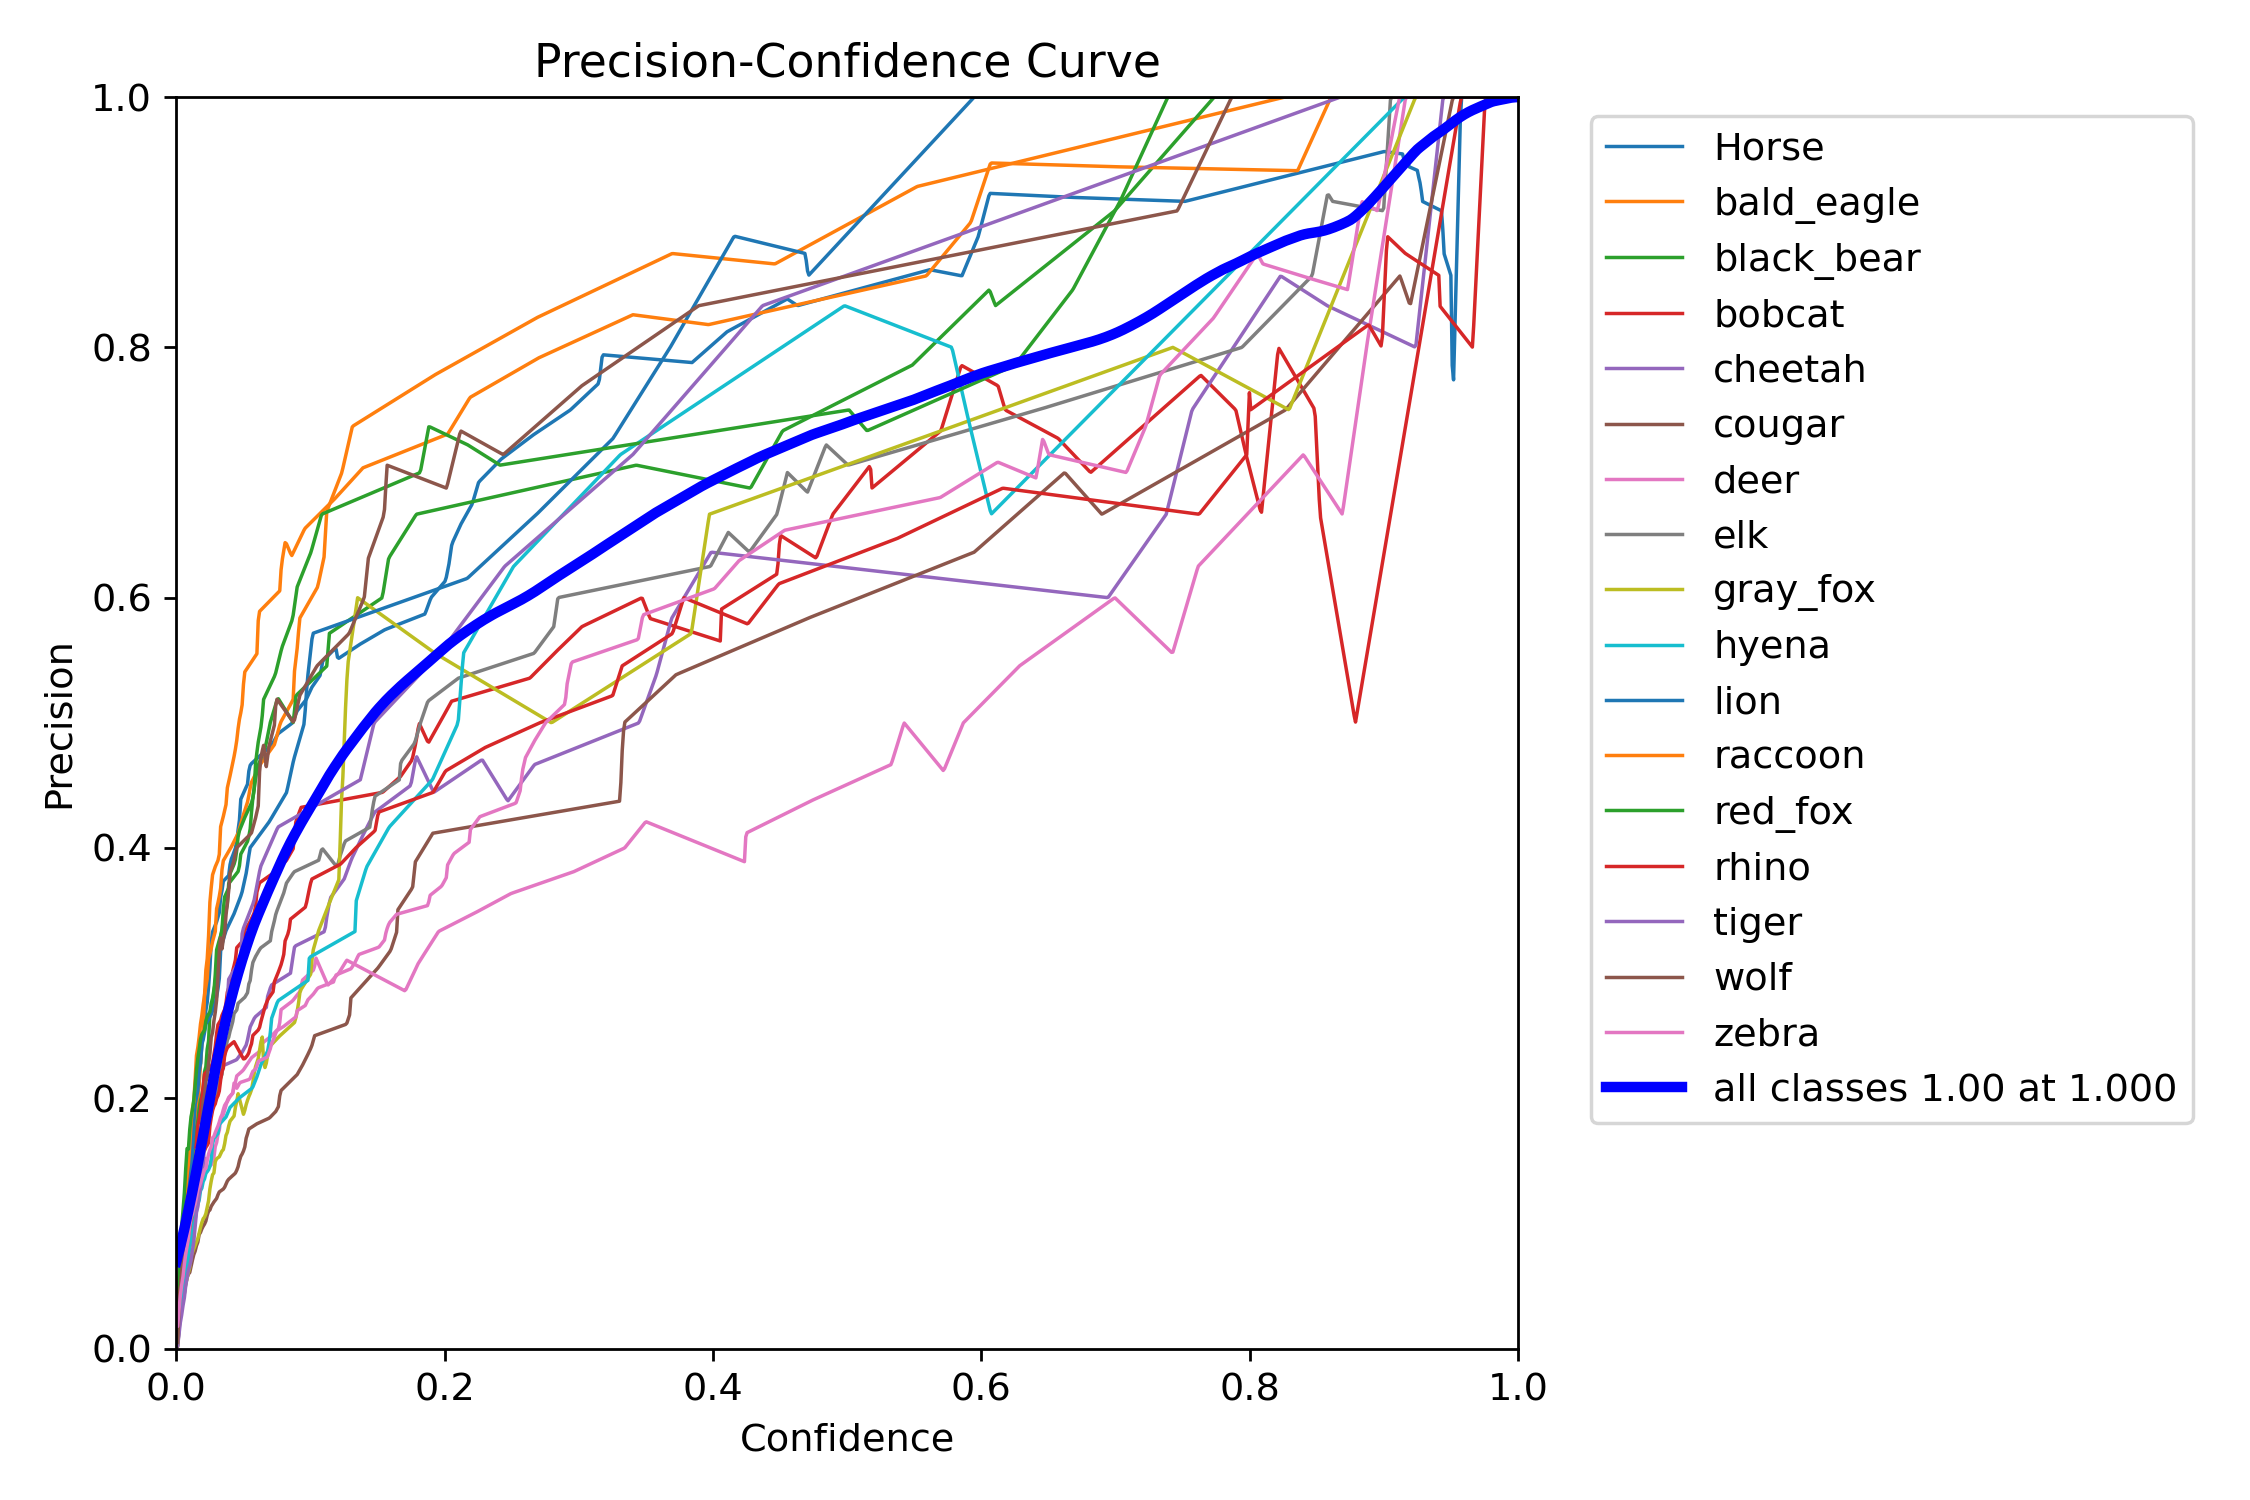 Precision-Confidence Curve
1.0
0.8
0.6
0.4
0.2
0.0
Precision
0.0 0.2 0.4 0.6 0.8 1.0
Confidence
Horse
bald_eagle
black_bear
bobcat
cheetah
cougar
deer
elk
gray_fox
hyena
lion
raccoon
red_fox
rhino
tiger
wolf
zebra
all classes 1.00 at 1.000